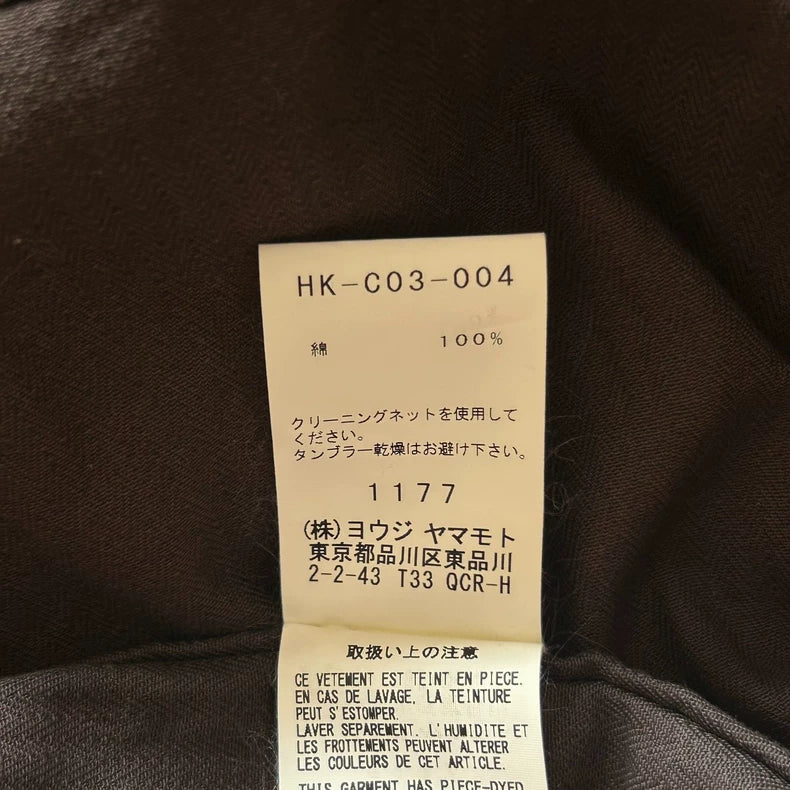 HK-C03-004
綿 100%
クリーニングネットを使用して
ください。
タンブラー乾燥はお避け下さい。
1177
(株)ヨウジ ヤマモト
東京都品川区東品川
2-2-43 T33 QCR-H
取扱い上の注意
CE VETEMENT EST TEINT EN PIECE.
EN CAS DE LAVAGE, LA TEINTURE
PEUT S'ESTOMPER.
LAVER SEPAREMENT. L'HUMIDITE ET
LES FROTTEMENTS PEUVENT ALTERER
LES COULEURS DE CET ARTICLE.
THIS GARMENT HAS PIECE-DYED